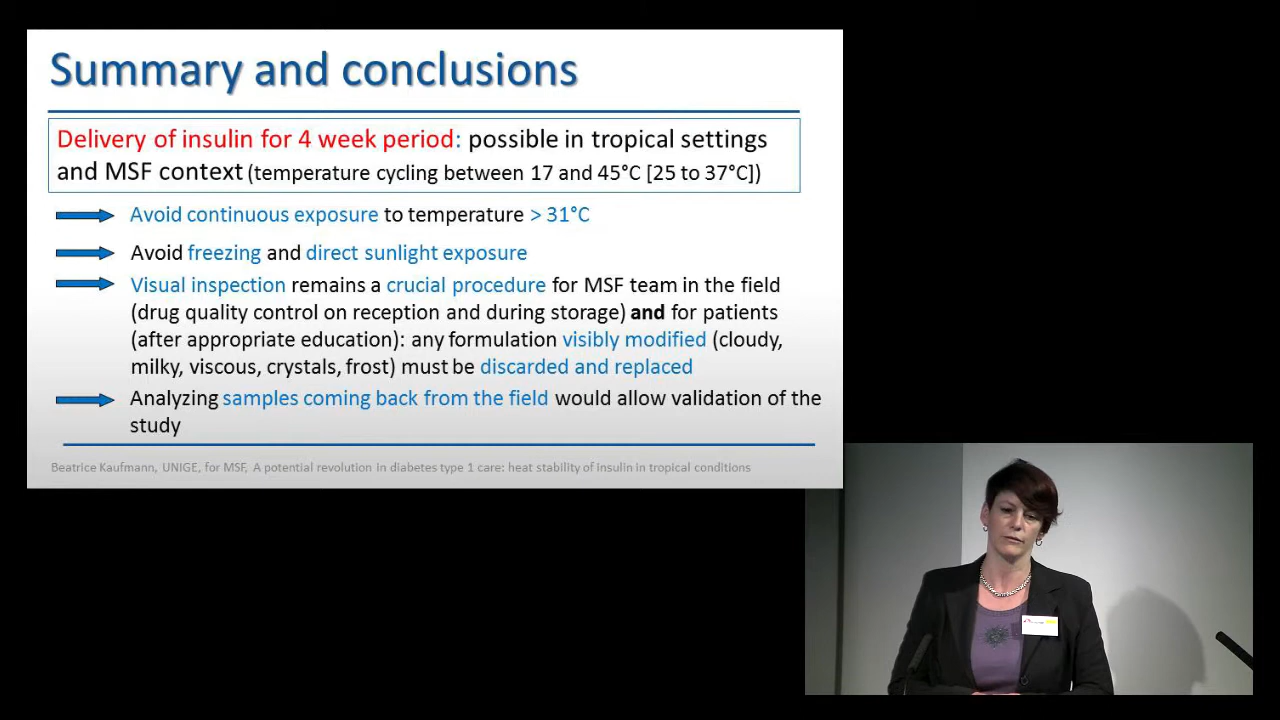 Summary and conclusions
Delivery of insulin for 4 week period: possible in tropical settings
and MSF context (temperature cycling between 17 and 45°C [25 to 37°C])
Avoid continuous exposure to temperature > 31°C
Avoid freezing and direct sunlight exposure
Visual inspection remains a crucial procedure for MSF team in the field
(drug quality control on reception and during storage) and for patients
(after appropriate education): any formulation visibly modified (cloudy,
milky, viscous, crystals, frost) must be discarded and replaced
Analyzing samples coming back from the field would allow validation of the
study
Beatrice Kaufmann, UNIGE, for MSF, A potential revolution in diabetes type 1 care: heat stability of insulin in tropical conditions